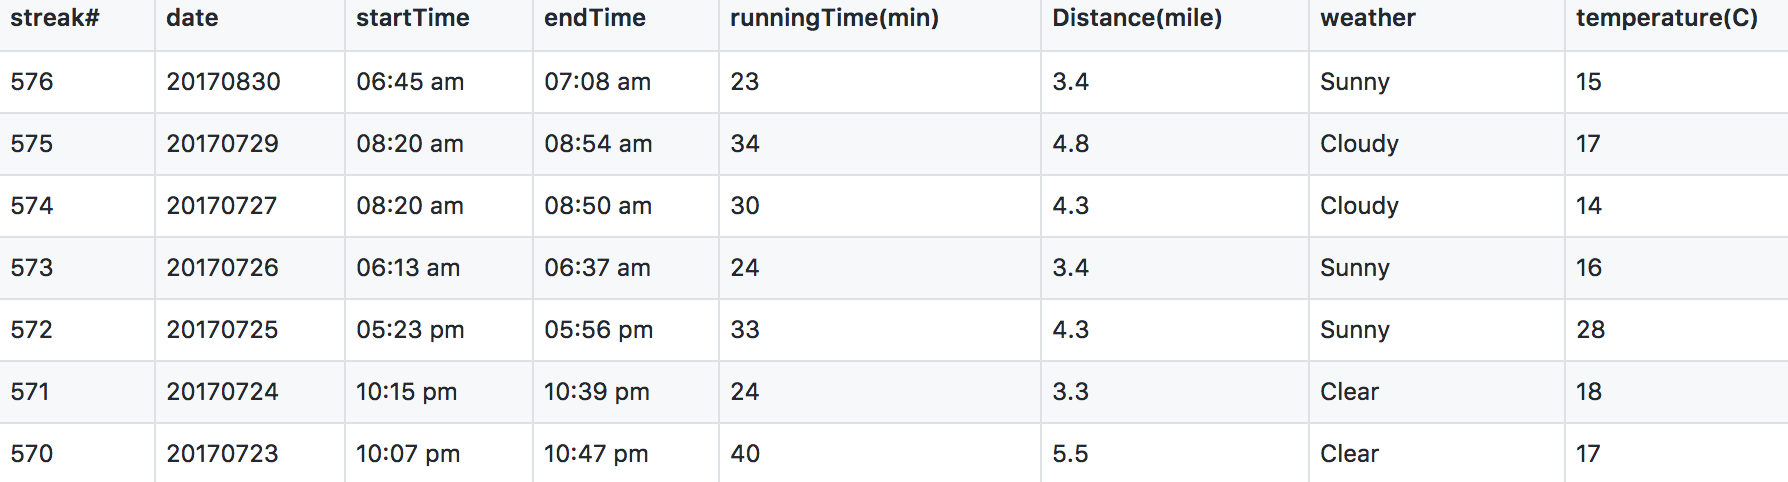 streak# date startTime endTime runningTime(min) Distance(mile) weather temperature(C)
576 20170830 06:45 am 07:08 am 23 3.4 Sunny 15
575 20170729 08:20 am 08:54 am 34 4.8 Cloudy 17
574 20170727 08:20 am 08:50 am 30 4.3 Cloudy 14
573 20170726 06:13 am 06:37 am 24 3.4 Sunny 16
572 20170725 05:23 pm 05:56 pm 33 4.3 Sunny 28
571 20170724 10:15 pm 10:39 pm 24 3.3 Clear 18
570 20170723 10:07 pm 10:47 pm 40 5.5 Clear 17